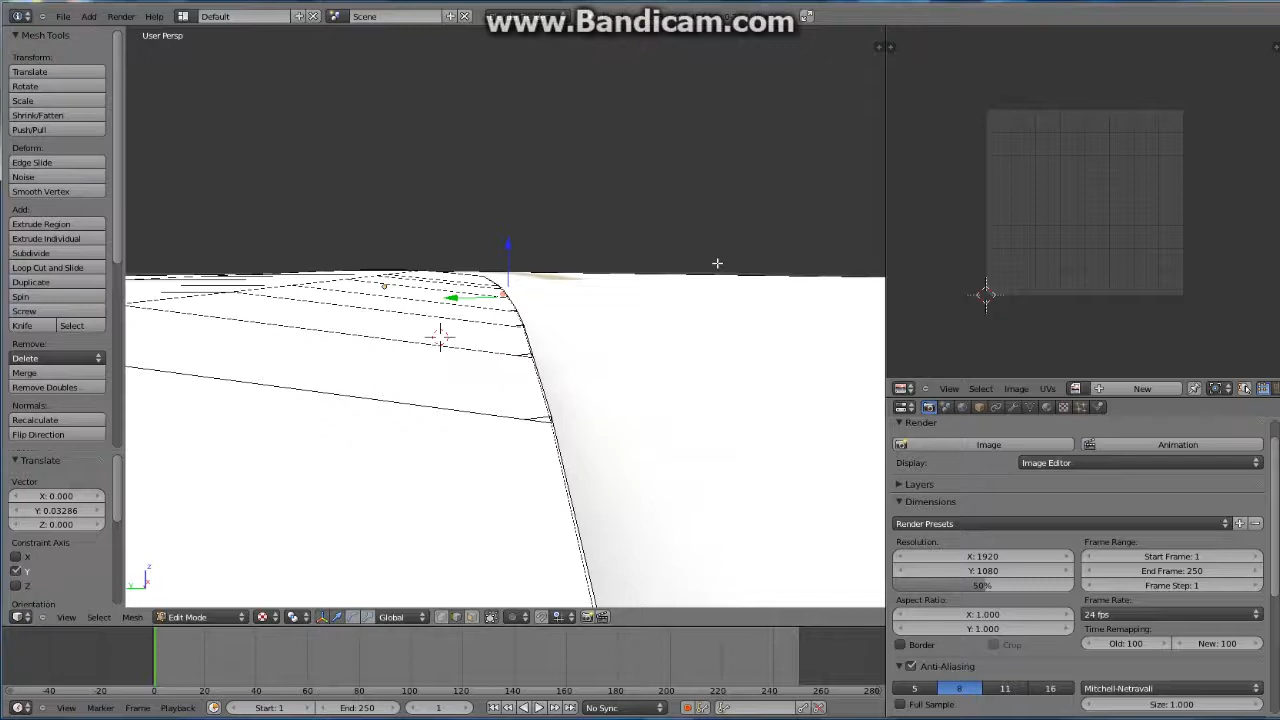 File Add Render Help Default Scene www.Bandicam.com
Mesh Tools
User Persp
Transform:
Translate
Rotate
Scale
Shrink/Fatten
Push/Pull
Deform:
Edge Slide
Noise
Smooth Vertex
Add:
Extrude Region
Extrude Individual
Subdivide
Loop Cut and Slide
Duplicate
Spin
Screw
Knife Select
Remove:
Delete
Merge
Remove Doubles
Normals:
Recalculate
Flip Direction
Translate
Vector
X: 0.000
Y: 0.03286
Z: 0.000
Constraint Axis
X
Y
Z
Orientation
z
Y
x
View Select Mesh Edit Mode Global
View Select Image UVs New
Render
Image Animation
Display: Image Editor
Layers
Dimensions
Render Presets
Resolution: Frame Range:
X: 1920 Start Frame: 1
Y: 1080 End Frame: 250
50% Frame Step: 1
Aspect Ratio: Frame Rate:
X: 1.000 24 fps
Y: 1.000 Time Remapping:
Border Crop Old: 100 New: 100
Anti-Aliasing
5 8 11 16 Mitchell-Netravali
Full Sample Size: 1.000
-40 -20 0 20 40 60 80 100 120 140 160 180 200 220 240 260 280
View Marker Frame Playback Start: 1 End: 250 1 No Sync